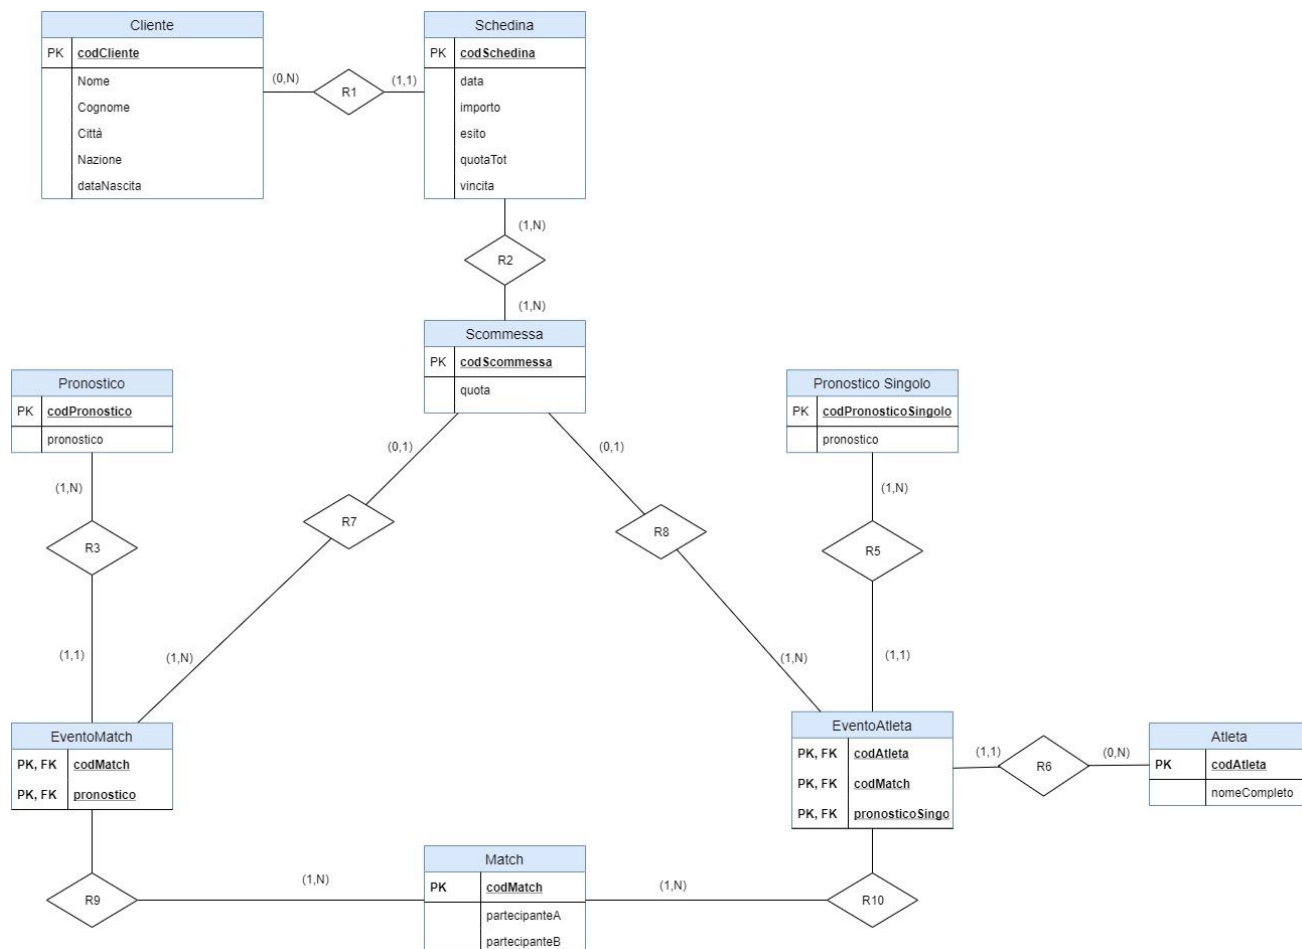 Cliente
PK codCliente
Nome
Cognome
Città
Nazione
dataNascita
(0,N)
R1
(1,1)
Schedina
PK codSchedina
data
importo
esito
quotaTot
vincita
(1,N)
R2
(1,N)
Scommessa
PK codScommessa
quota
Pronostico
PK codPronostico
pronostico
Pronostico Singolo
PK codPronosticoSingolo
pronostico
(0,1)
(0,1)
(1,N)
(1,N)
R7
R8
R3
R5
(1,1)
(1,N)
(1,N)
(1,1)
EventoMatch
PK, FK codMatch
PK, FK pronostico
EventoAtleta
PK, FK codAtleta
PK, FK codMatch
PK, FK pronosticoSingo
(1,1)
R6
(0,N)
Atleta
PK codAtleta
nomeCompleto
R9
(1,N)
Match
PK codMatch
partecipanteA
partecipanteB
(1,N)
R10